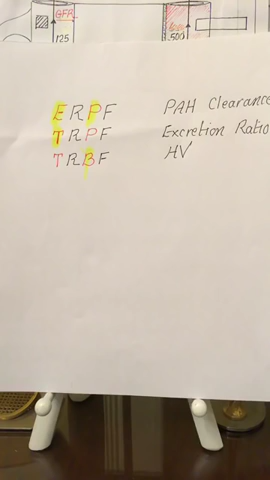 GFR
125
500
ERPF PAH Clearance
TRPF Excretion Ratio
TRBF HV